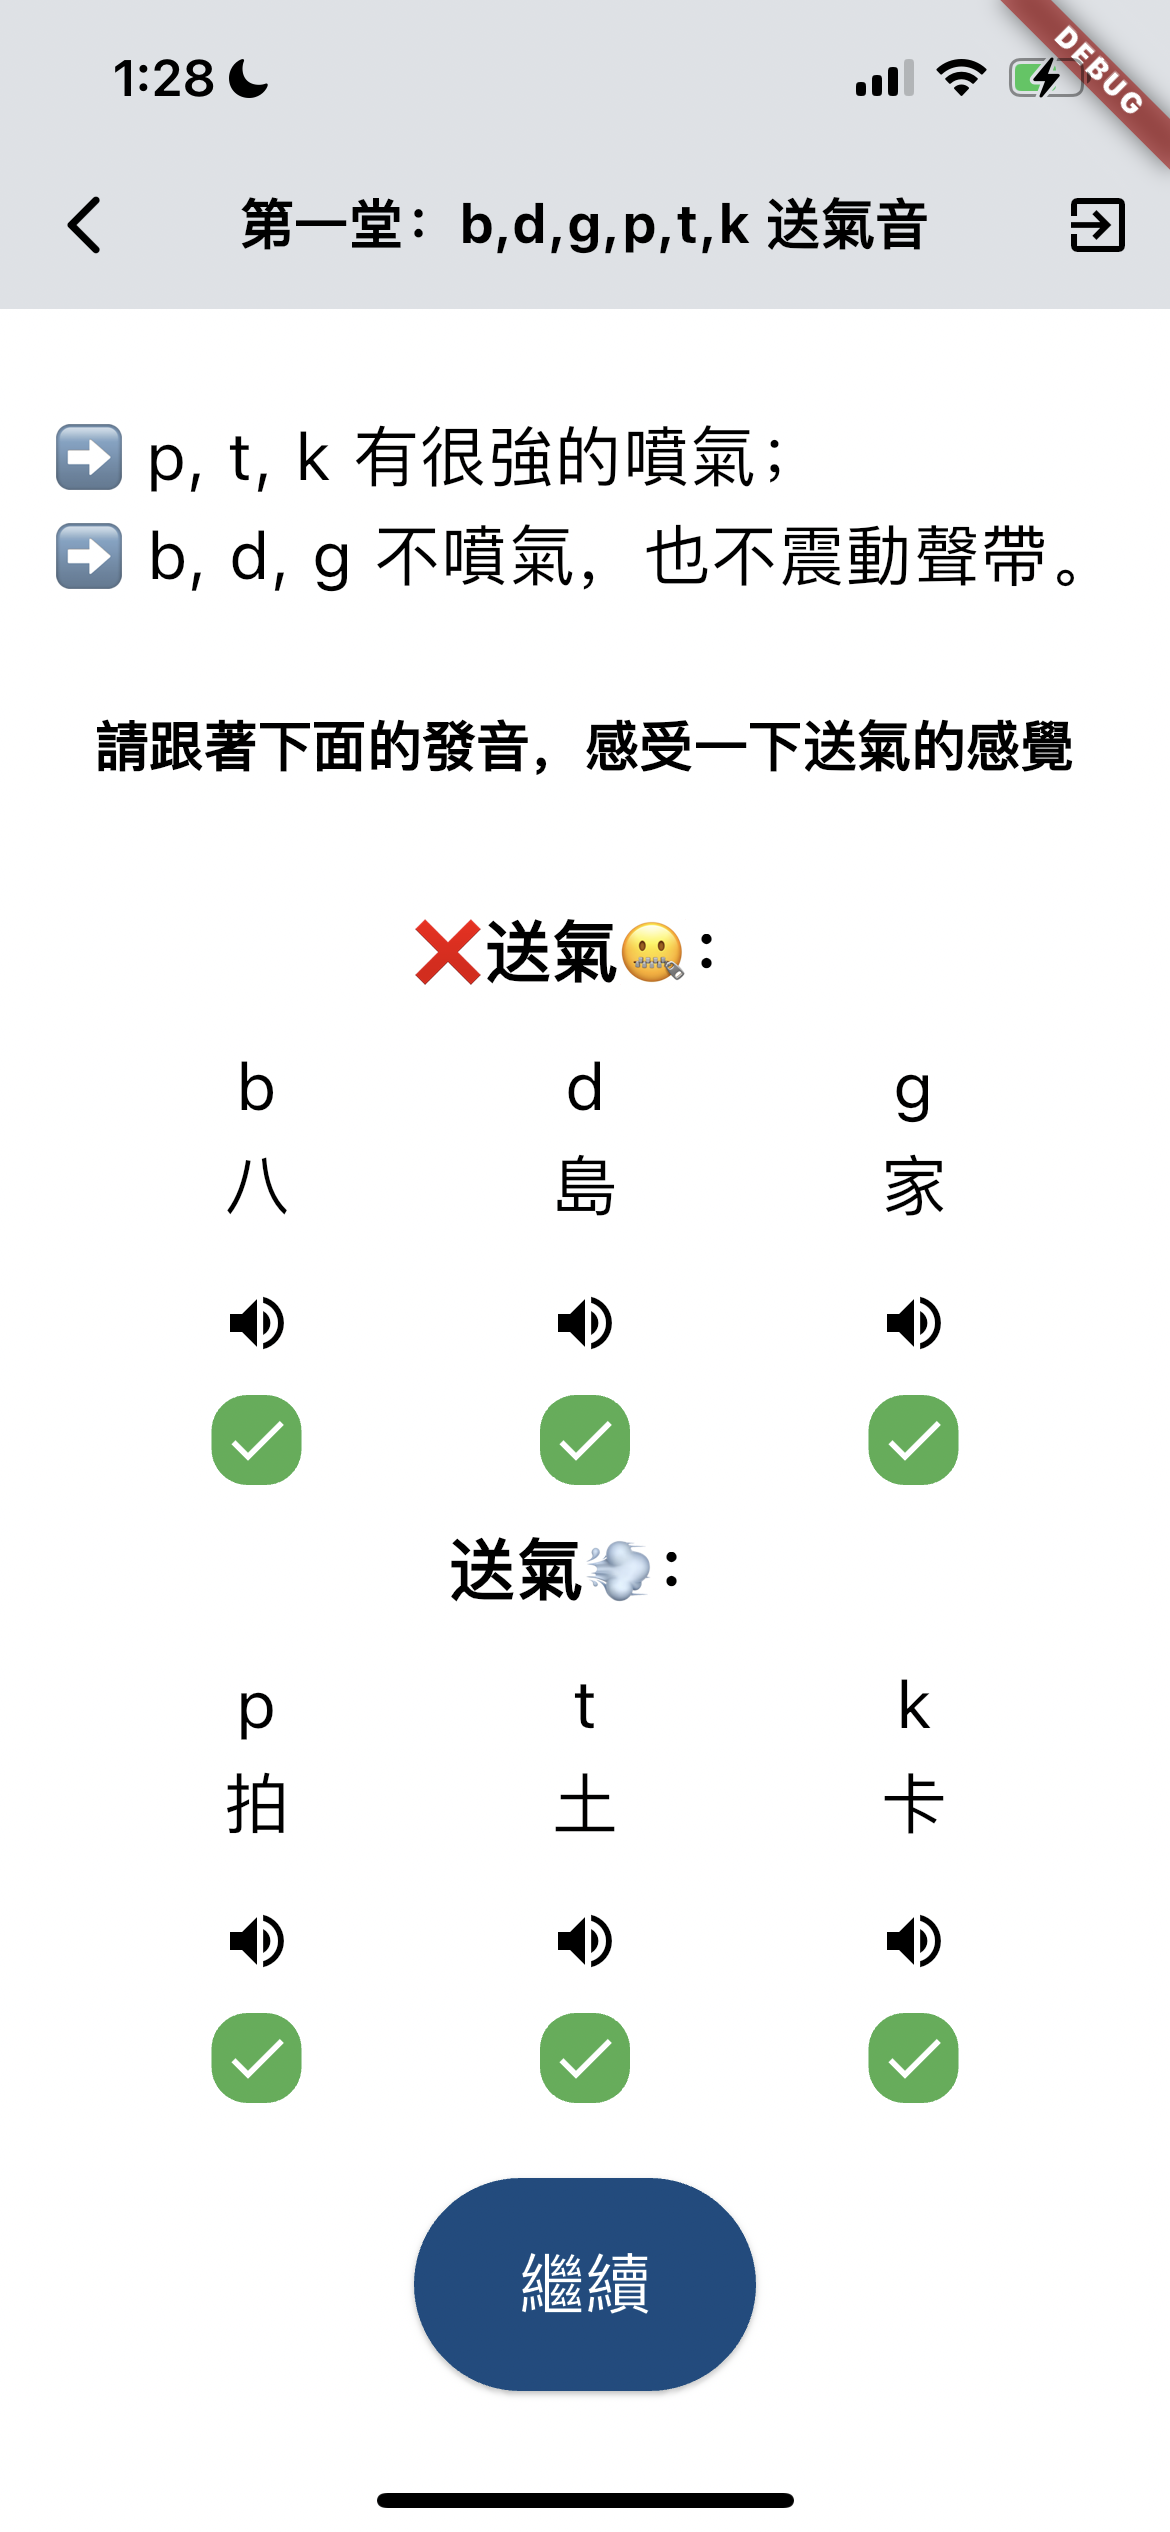 1:28
DEBUG
第一堂：b,d,g,p,t,k 送氣音
➡️ p, t, k 有很強的噴氣；
➡️ b, d, g 不噴氣，也不震動聲帶。
請跟著下面的發音，感受一下送氣的感覺
❌送氣🤐：
b d g
八 島 家
送氣💨：
p t k
拍 土 卡
繼續